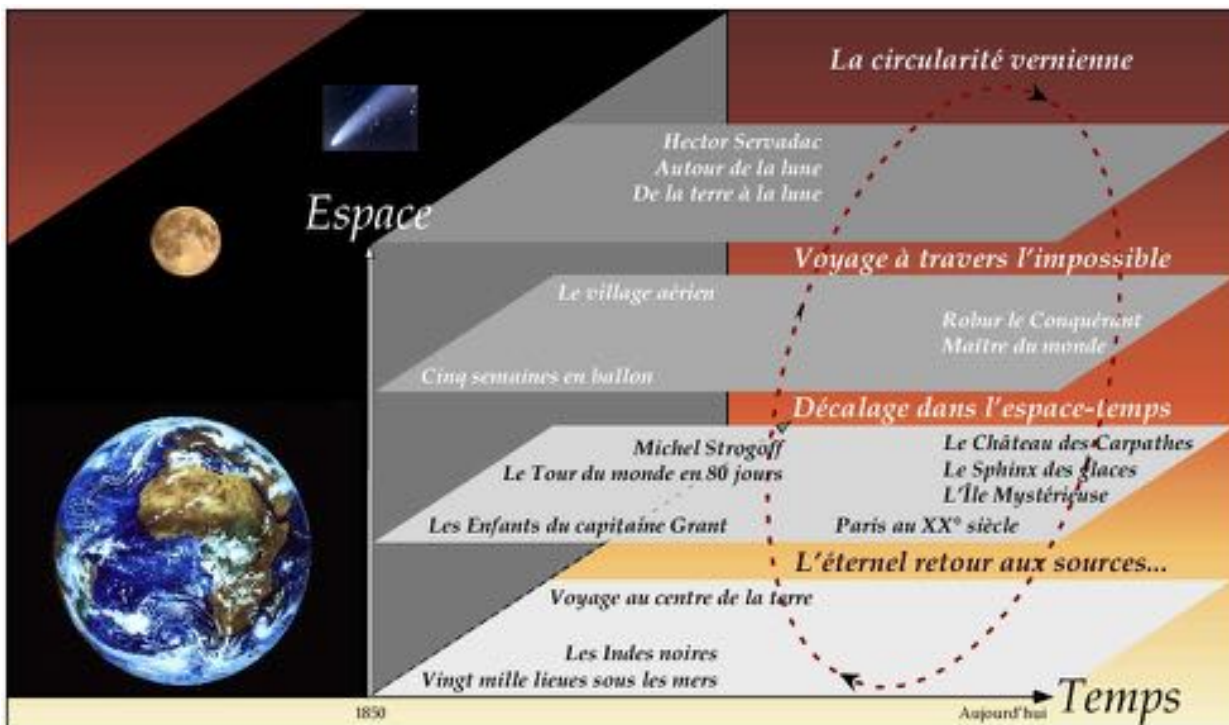 La circularité vernienne
Hector Servadac
Autour de la lune
De la terre à la lune
Espace
Voyage à travers l'impossible
Le village aérien
Robur le Conquérant
Maître du monde
Cinq semaines en ballon
Décalage dans l'espace-temps
Michel Strogoff
Le Tour du monde en 80 jours
Le Château des Carpathes
Le Sphinx des glaces
L'Île Mystérieuse
Les Enfants du capitaine Grant
Paris au XX° siècle
L'éternel retour aux sources...
Voyage au centre de la terre
Les Indes noires
Vingt mille lieues sous les mers
1850
Aujourd'hui
Temps